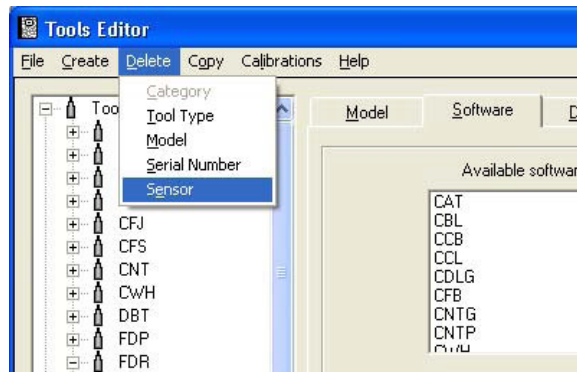 Tools Editor
File Create Delete Copy Calibrations Help
Category
Tool Type
Model
Serial Number
Sensor
CFJ
CFS
CNT
CWH
DBT
FDP
FDR
Model Software
CAT
CBL
CCB
CCL
CDLG
CFB
CNTG
CNTP
Available